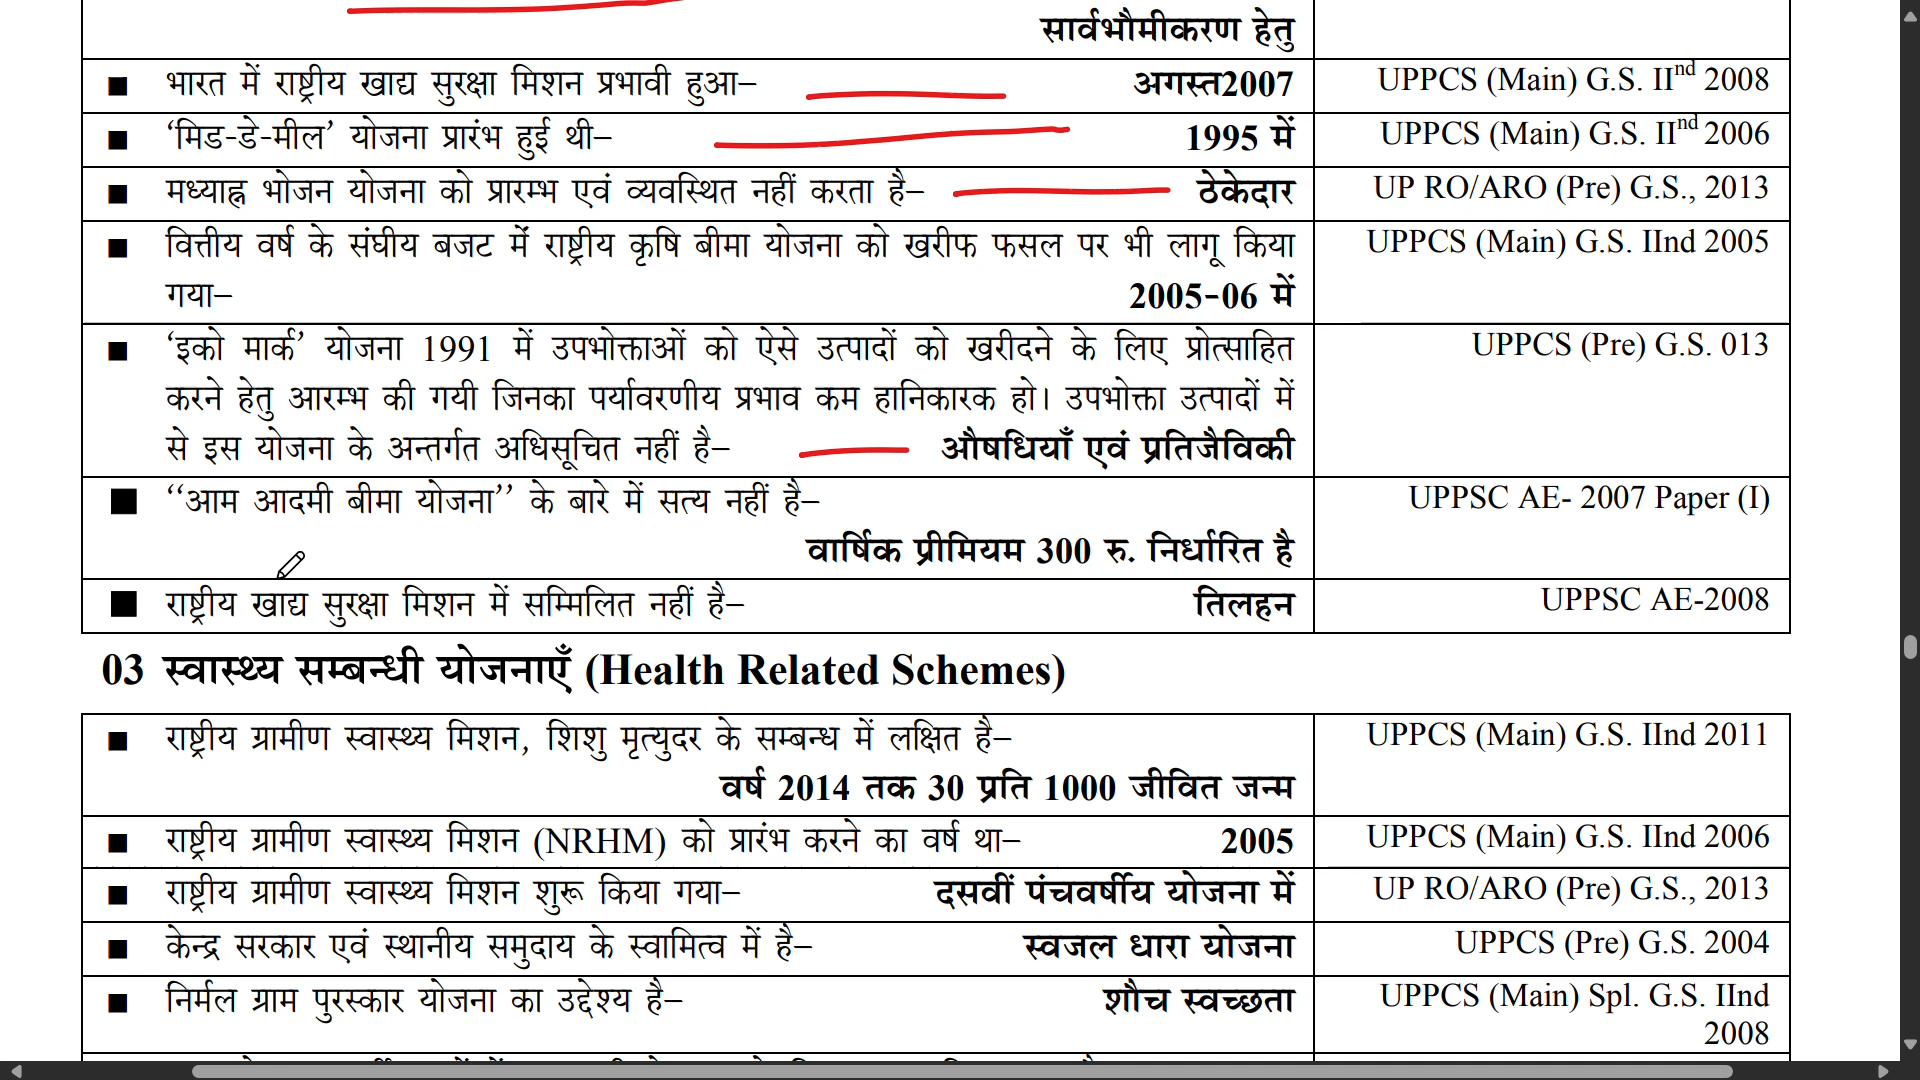 सार्वभौमीकरण हेतु
■ भारत में राष्ट्रीय खाद्य सुरक्षा मिशन प्रभावी हुआ– अगस्त2007 UPPCS (Main) G.S. IInd 2008
■ ‘मिड-डे-मील’ योजना प्रारंभ हुई थी– 1995 में UPPCS (Main) G.S. IInd 2006
■ मध्याह्न भोजन योजना को प्रारम्भ एवं व्यवस्थित नहीं करता है– ठेकेदार UP RO/ARO (Pre) G.S., 2013
■ वित्तीय वर्ष के संघीय बजट में राष्ट्रीय कृषि बीमा योजना को खरीफ फसल पर भी लागू किया UPPCS (Main) G.S. IInd 2005
गया– 2005-06 में
■ ‘इको मार्क’ योजना 1991 में उपभोक्ताओं को ऐसे उत्पादों को खरीदने के लिए प्रोत्साहित UPPCS (Pre) G.S. 013
करने हेतु आरम्भ की गयी जिनका पर्यावरणीय प्रभाव कम हानिकारक हो। उपभोक्ता उत्पादों में
से इस योजना के अन्तर्गत अधिसूचित नहीं है– औषधियाँ एवं प्रतिजैविकी
■ ‘‘आम आदमी बीमा योजना’’ के बारे में सत्य नहीं है– UPPSC AE- 2007 Paper (I)
वार्षिक प्रीमियम 300 रु. निर्धारित है
■ राष्ट्रीय खाद्य सुरक्षा मिशन में सम्मिलित नहीं है– तिलहन UPPSC AE-2008
03 स्वास्थ्य सम्बन्धी योजनाएँ (Health Related Schemes)
■ राष्ट्रीय ग्रामीण स्वास्थ्य मिशन, शिशु मृत्युदर के सम्बन्ध में लक्षित है– UPPCS (Main) G.S. IInd 2011
वर्ष 2014 तक 30 प्रति 1000 जीवित जन्म
■ राष्ट्रीय ग्रामीण स्वास्थ्य मिशन (NRHM) को प्रारंभ करने का वर्ष था– 2005 UPPCS (Main) G.S. IInd 2006
■ राष्ट्रीय ग्रामीण स्वास्थ्य मिशन शुरू किया गया– दसवीं पंचवर्षीय योजना में UP RO/ARO (Pre) G.S., 2013
■ केन्द्र सरकार एवं स्थानीय समुदाय के स्वामित्व में है– स्वजल धारा योजना UPPCS (Pre) G.S. 2004
■ निर्मल ग्राम पुरस्कार योजना का उद्देश्य है– शौच स्वच्छता UPPCS (Main) Spl. G.S. IInd
2008